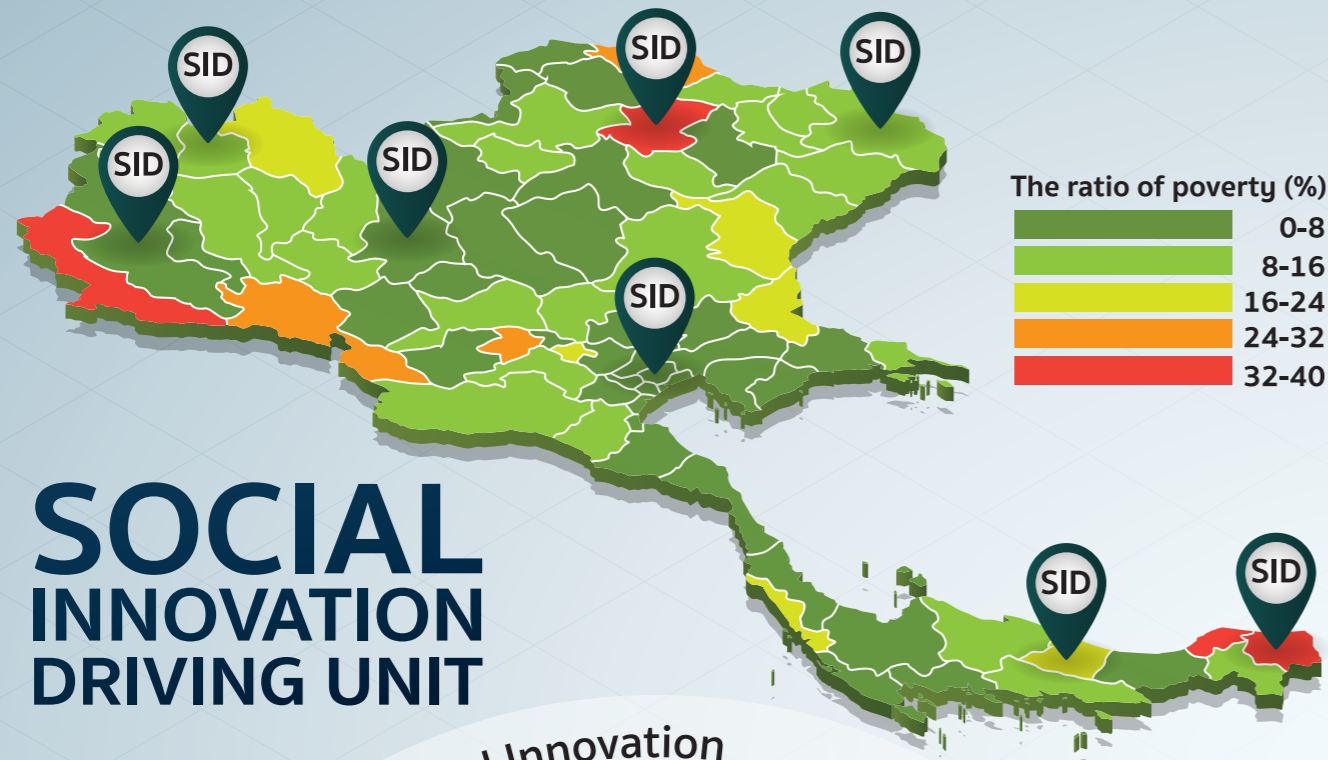 SID
SID
SID
SID
SID
SID
The ratio of poverty (%)
0-8
8-16
16-24
24-32
32-40
SOCIAL
INNOVATION
DRIVING UNIT
SID
SID
Innovation